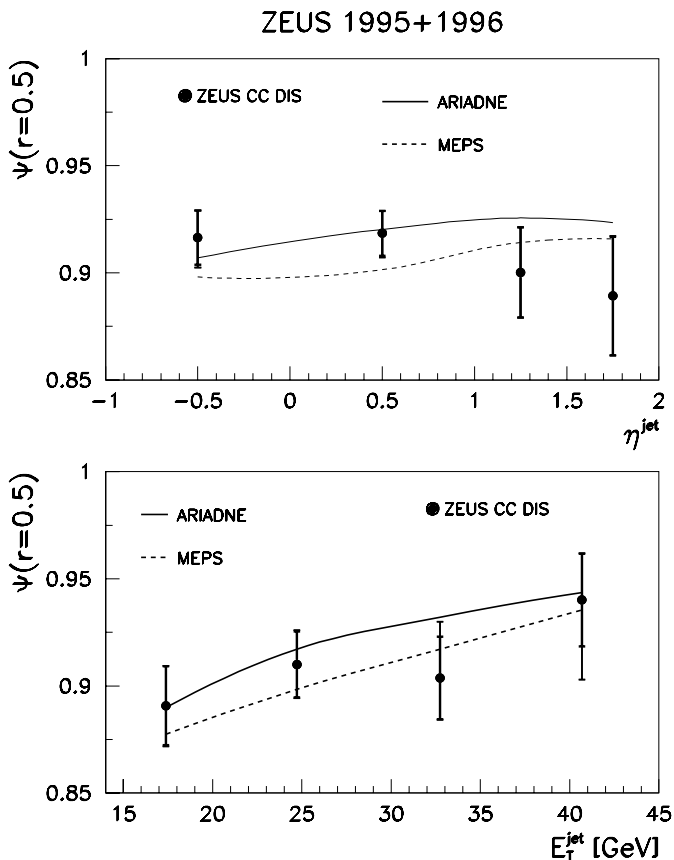 ZEUS 1995+1996
ψ(r=0.5)
1
0.95
0.9
0.85
ZEUS CC DIS
ARIADNE
MEPS
−1 −0.5 0 0.5 1 1.5 2
η^jet
ψ(r=0.5)
1
0.95
0.9
0.85
ARIADNE
MEPS
ZEUS CC DIS
15 20 25 30 35 40 45
E_T^jet [GeV]